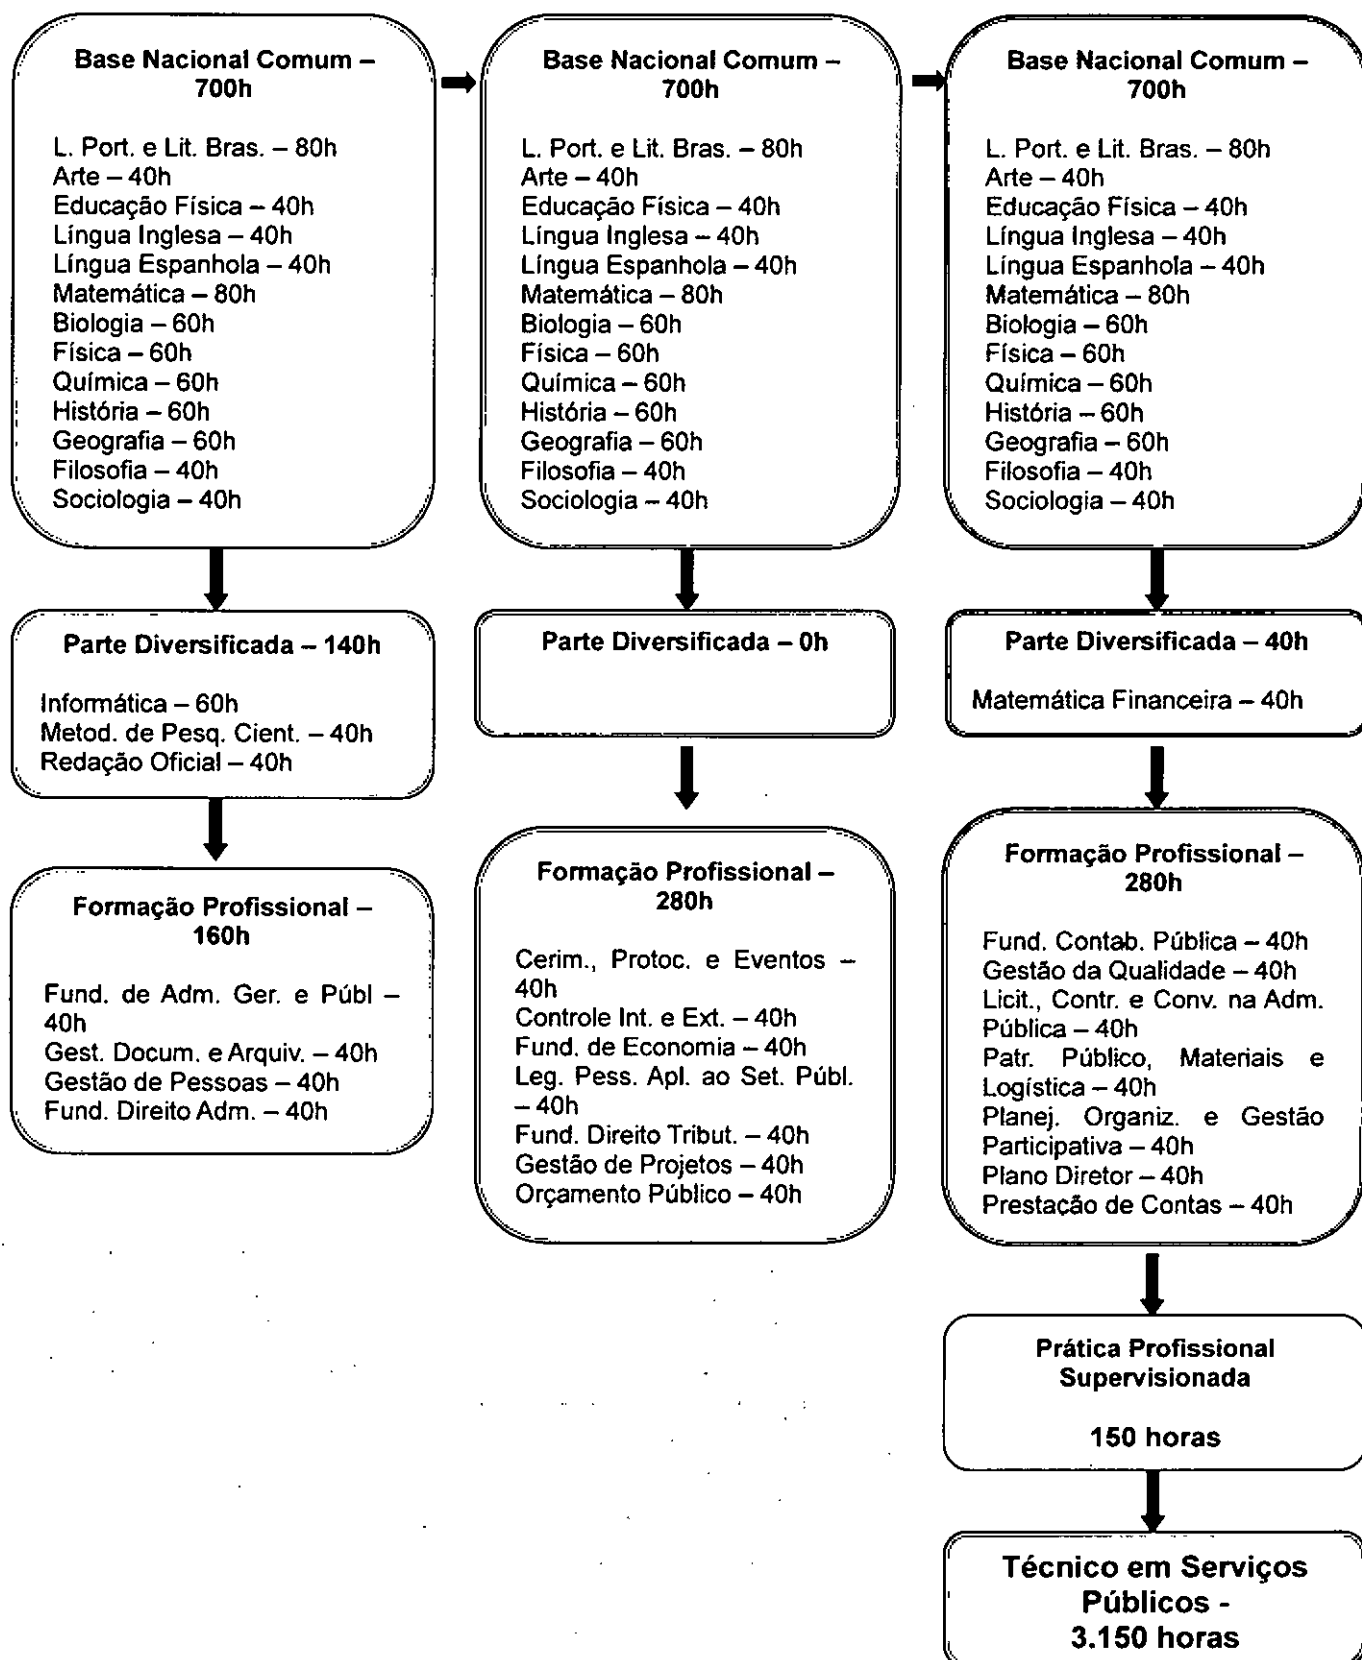 Base Nacional Comum –
700h
L. Port. e Lit. Bras. – 80h
Arte – 40h
Educação Física – 40h
Língua Inglesa – 40h
Língua Espanhola – 40h
Matemática – 80h
Biologia – 60h
Física – 60h
Química – 60h
História – 60h
Geografia – 60h
Filosofia – 40h
Sociologia – 40h
Parte Diversificada – 140h
Informática – 60h
Metod. de Pesq. Cient. – 40h
Redação Oficial – 40h
Formação Profissional –
160h
Fund. de Adm. Ger. e Públ –
40h
Gest. Docum. e Arquiv. – 40h
Gestão de Pessoas – 40h
Fund. Direito Adm. – 40h
Base Nacional Comum –
700h
L. Port. e Lit. Bras. – 80h
Arte – 40h
Educação Física – 40h
Língua Inglesa – 40h
Língua Espanhola – 40h
Matemática – 80h
Biologia – 60h
Física – 60h
Química – 60h
História – 60h
Geografia – 60h
Filosofia – 40h
Sociologia – 40h
Parte Diversificada – 0h
Formação Profissional –
280h
Cerim., Protoc. e Eventos –
40h
Controle Int. e Ext. – 40h
Fund. de Economia – 40h
Leg. Pess. Apl. ao Set. Públ.
– 40h
Fund. Direito Tribut. – 40h
Gestão de Projetos – 40h
Orçamento Público – 40h
Base Nacional Comum –
700h
L. Port. e Lit. Bras. – 80h
Arte – 40h
Educação Física – 40h
Língua Inglesa – 40h
Língua Espanhola – 40h
Matemática – 80h
Biologia – 60h
Física – 60h
Química – 60h
História – 60h
Geografia – 60h
Filosofia – 40h
Sociologia – 40h
Parte Diversificada – 40h
Matemática Financeira – 40h
Formação Profissional –
280h
Fund. Contab. Pública – 40h
Gestão da Qualidade – 40h
Licit., Contr. e Conv. na Adm.
Pública – 40h
Patr. Público, Materiais e
Logística – 40h
Planej. Organiz. e Gestão
Participativa – 40h
Plano Diretor – 40h
Prestação de Contas – 40h
Prática Profissional
Supervisionada
150 horas
Técnico em Serviços
Públicos -
3.150 horas